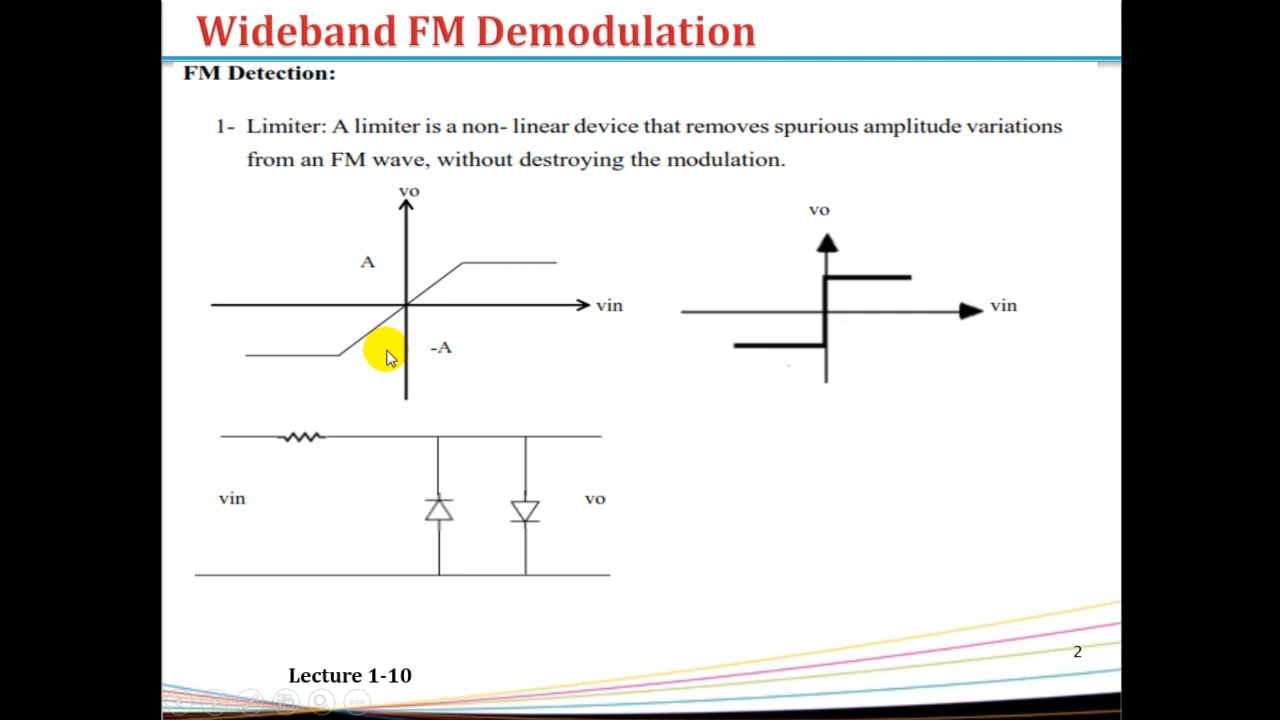 Wideband FM Demodulation
FM Detection:
1- Limiter: A limiter is a non- linear device that removes spurious amplitude variations
from an FM wave, without destroying the modulation.
vo
vo
A
vin
vin
-A
vin
vo
2
Lecture 1-10